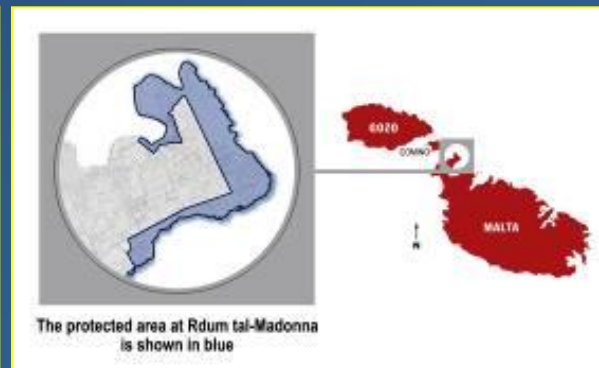 GOZO
COMINO
MALTA
N
The protected area at Rdum tal-Madonna
is shown in blue